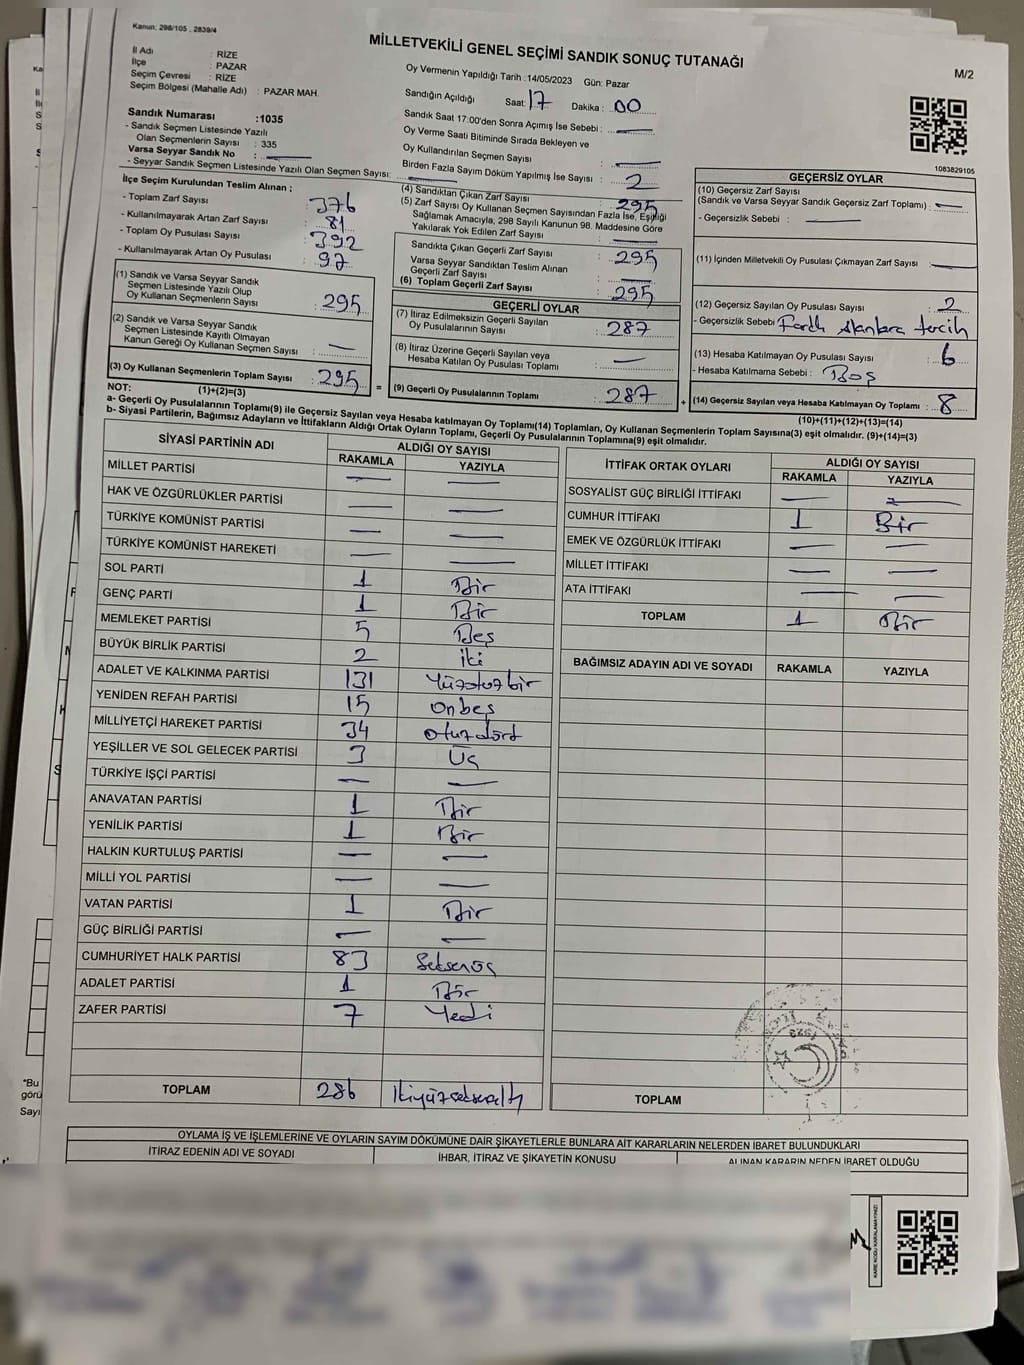 Kanun; 298/105 , 2839/4
MİLLETVEKİLİ GENEL SEÇİMİ SANDIK SONUÇ TUTANAĞI
M/2
İl Adı : RİZE
İlçe : PAZAR
Seçim Çevresi : RİZE
Seçim Bölgesi (Mahalle Adı) : PAZAR MAH.
Oy Vermenin Yapıldığı Tarih :14/05/2023 Gün: Pazar
Sandığın Açıldığı Saat: 17 Dakika : 00
Sandık Saat 17:00'den Sonra Açımış İse Sebebi : —
Oy Verme Saati Bitiminde Sırada Bekleyen ve
Oy Kullandırılan Seçmen Sayısı : —
Birden Fazla Sayım Döküm Yapılmış İse Sayısı : 2
Sandık Numarası :1035
- Sandık Seçmen Listesinde Yazılı
Olan Seçmenlerin Sayısı : 335
Varsa Seyyar Sandık No : —
- Seyyar Sandık Seçmen Listesinde Yazılı Olan Seçmen Sayısı: —
1083829105
İlçe Seçim Kurulundan Teslim Alınan ;
- Toplam Zarf Sayısı : 376
- Kullanılmayarak Artan Zarf Sayısı : 81
- Toplam Oy Pusulası Sayısı : 392
- Kullanılmayarak Artan Oy Pusulası : 97
(1) Sandık ve Varsa Seyyar Sandık
Seçmen Listesinde Yazılı Olup
Oy Kullanan Seçmenlerin Sayısı : 295
(2) Sandık ve Varsa Seyyar Sandık
Seçmen Listesinde Kayıtlı Olmayan
Kanun Gereği Oy Kullanan Seçmen Sayısı : —
(3) Oy Kullanan Seçmenlerin Toplam Sayısı : 295 =
(1)+(2)=(3)
(4) Sandıktan Çıkan Zarf Sayısı : 295
(5) Zarf Sayısı Oy Kullanan Seçmen Sayısından Fazla İse, Eşitliği
Sağlamak Amacıyla, 298 Sayılı Kanunun 98. Maddesine Göre
Yakılarak Yok Edilen Zarf Sayısı : —
Sandıkta Çıkan Geçerli Zarf Sayısı : 295
Varsa Seyyar Sandıktan Teslim Alınan
Geçerli Zarf Sayısı : —
(6) Toplam Geçerli Zarf Sayısı : 295
GEÇERLİ OYLAR
(7) İtiraz Edilmeksizin Geçerli Sayılan
Oy Pusulalarının Sayısı : 287
(8) İtiraz Üzerine Geçerli Sayılan veya
Hesaba Katılan Oy Pusulası Toplamı : —
(9) Geçerli Oy Pusulalarının Toplamı : 287 +
GEÇERSİZ OYLAR
(10) Geçersiz Zarf Sayısı
(Sandık ve Varsa Seyyar Sandık Geçersiz Zarf Toplamı) : —
- Geçersizlik Sebebi : —
(11) İçinden Milletvekili Oy Pusulası Çıkmayan Zarf Sayısı : —
(12) Geçersiz Sayılan Oy Pusulası Sayısı : 2
- Geçersizlik Sebebi : Farklı Alanlara tercih
(13) Hesaba Katılmayan Oy Pusulası Sayısı : 6
- Hesaba Katılmama Sebebi : Boş
(14) Geçersiz Sayılan veya Hesaba Katılmayan Oy Toplamı : 8
(10)+(11)+(12)+(13)=(14)
NOT:
a- Geçerli Oy Pusulalarının Toplamı(9) ile Geçersiz Sayılan veya Hesaba katılmayan Oy Toplamı(14) Toplamları, Oy Kullanan Seçmenlerin Toplam Sayısına(3) eşit olmalıdır. (9)+(14)=(3)
b- Siyasi Partilerin, Bağımsız Adayların ve İttifakların Aldığı Ortak Oyların Toplamı, Geçerli Oy Pusulalarının Toplamına(9) eşit olmalıdır.
SİYASİ PARTİNİN ADI ALDIĞI OY SAYISI
RAKAMLA YAZIYLA
MİLLET PARTİSİ — —
HAK VE ÖZGÜRLÜKLER PARTİSİ — —
TÜRKİYE KOMÜNİST PARTİSİ — —
TÜRKİYE KOMÜNİST HAREKETİ — —
SOL PARTİ 1 Bir
GENÇ PARTİ 1 Bir
MEMLEKET PARTİSİ 5 Beş
BÜYÜK BİRLİK PARTİSİ 2 iki
ADALET VE KALKINMA PARTİSİ 131 Yüzotuzbir
YENİDEN REFAH PARTİSİ 15 onbeş
MİLLİYETÇİ HAREKET PARTİSİ 34 otuzdört
YEŞİLLER VE SOL GELECEK PARTİSİ 3 Üç
TÜRKİYE İŞÇİ PARTİSİ — —
ANAVATAN PARTİSİ 1 Bir
YENİLİK PARTİSİ 1 Bir
HALKIN KURTULUŞ PARTİSİ — —
MİLLİ YOL PARTİSİ — —
VATAN PARTİSİ 1 Bir
GÜÇ BİRLİĞİ PARTİSİ — —
CUMHURİYET HALK PARTİSİ 83 Seksenüç
ADALET PARTİSİ 1 Bir
ZAFER PARTİSİ 7 Yedi
TOPLAM 286 İkiyüzseksenaltı
İTTİFAK ORTAK OYLARI ALDIĞI OY SAYISI
RAKAMLA YAZIYLA
SOSYALİST GÜÇ BİRLİĞİ İTTİFAKI — —
CUMHUR İTTİFAKI 1 Bir
EMEK VE ÖZGÜRLÜK İTTİFAKI — —
MİLLET İTTİFAKI — —
ATA İTTİFAKI — —
TOPLAM 1 Bir
BAĞIMSIZ ADAYIN ADI VE SOYADI RAKAMLA YAZIYLA
TOPLAM
OYLAMA İŞ VE İŞLEMLERİNE VE OYLARIN SAYIM DÖKÜMÜNE DAİR ŞİKAYETLERLE BUNLARA AİT KARARLARIN NELERDEN İBARET BULUNDUKLARI
İTİRAZ EDENİN ADI VE SOYADI İHBAR, İTİRAZ VE ŞİKAYETİN KONUSU ALINAN KARARIN NEDEN İBARET OLDUĞU
*Bu
görü
Sayı
KARE KODU KARALAMAYINIZ!